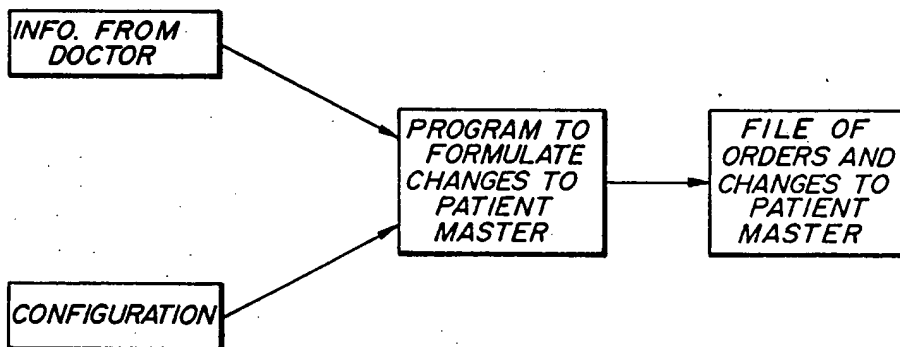 INFO. FROM
DOCTOR
PROGRAM TO
FORMULATE
CHANGES TO
PATIENT
MASTER
FILE OF
ORDERS AND
CHANGES TO
PATIENT
MASTER
CONFIGURATION